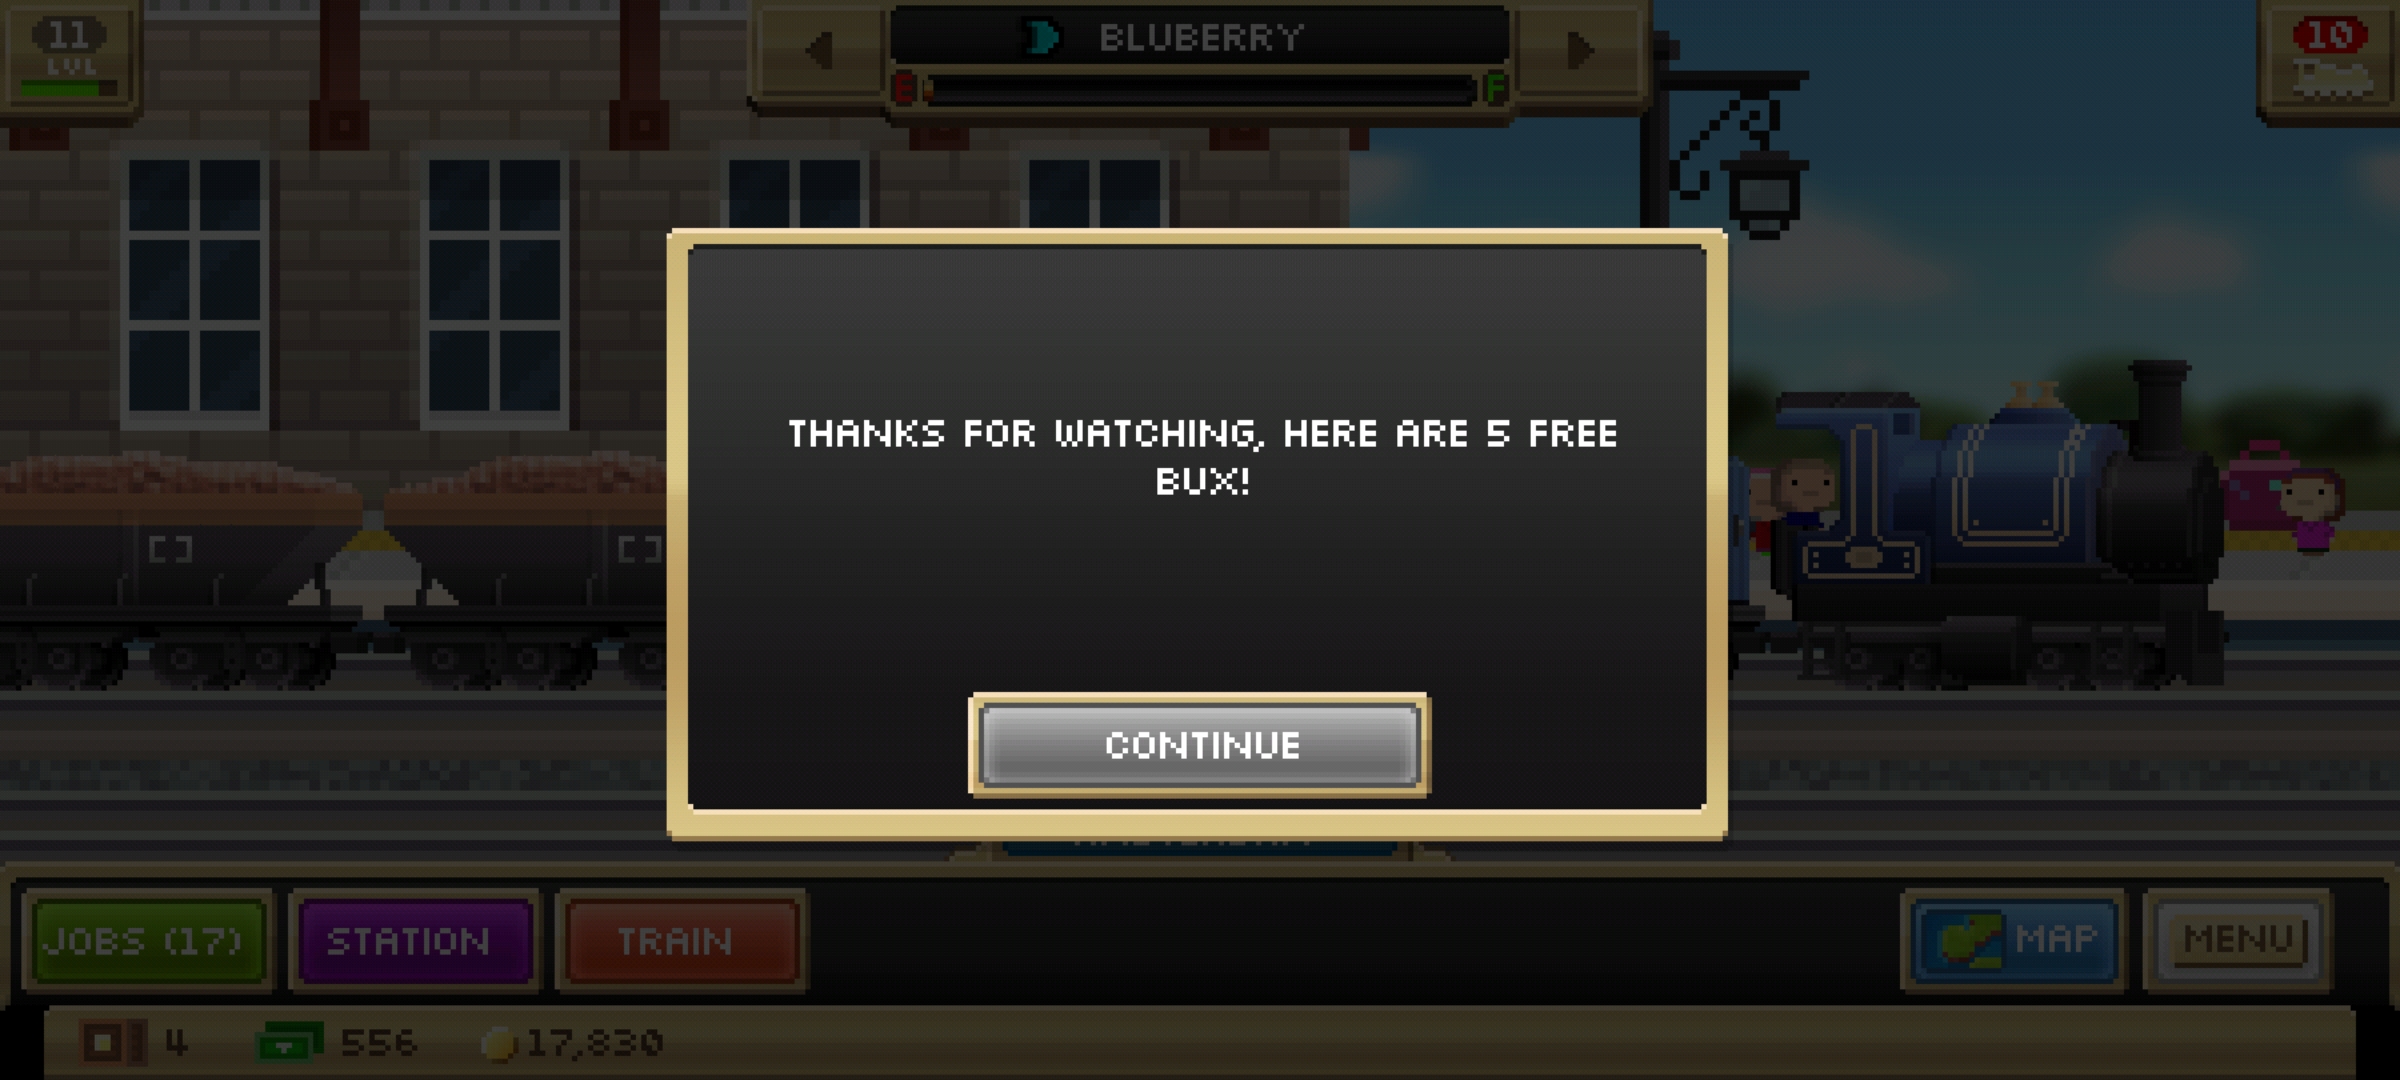 11
LVL
BLUBERRY
E F
10
THANKS FOR WATCHING, HERE ARE 5 FREE
BUX!
CONTINUE
JOBS (17) STATION TRAIN MAP MENU
4 556 17,830